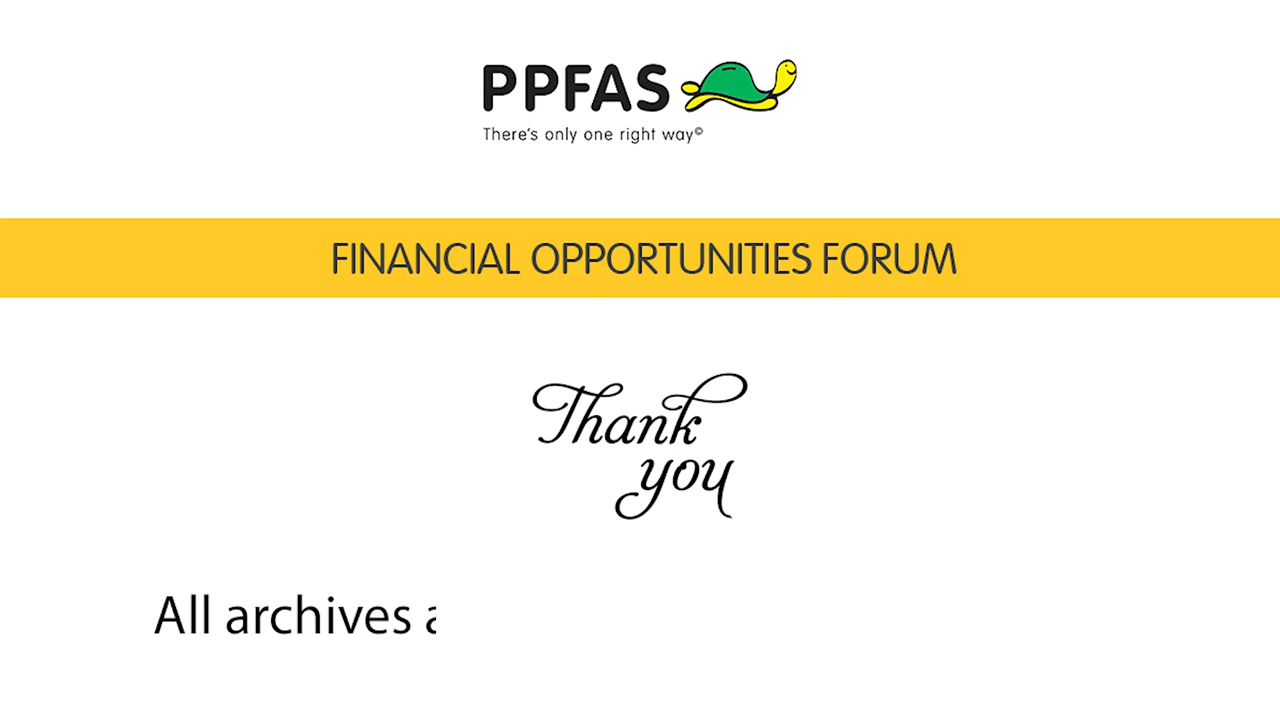 PPFAS
There's only one right way©
FINANCIAL OPPORTUNITIES FORUM
Thank
you
All archives